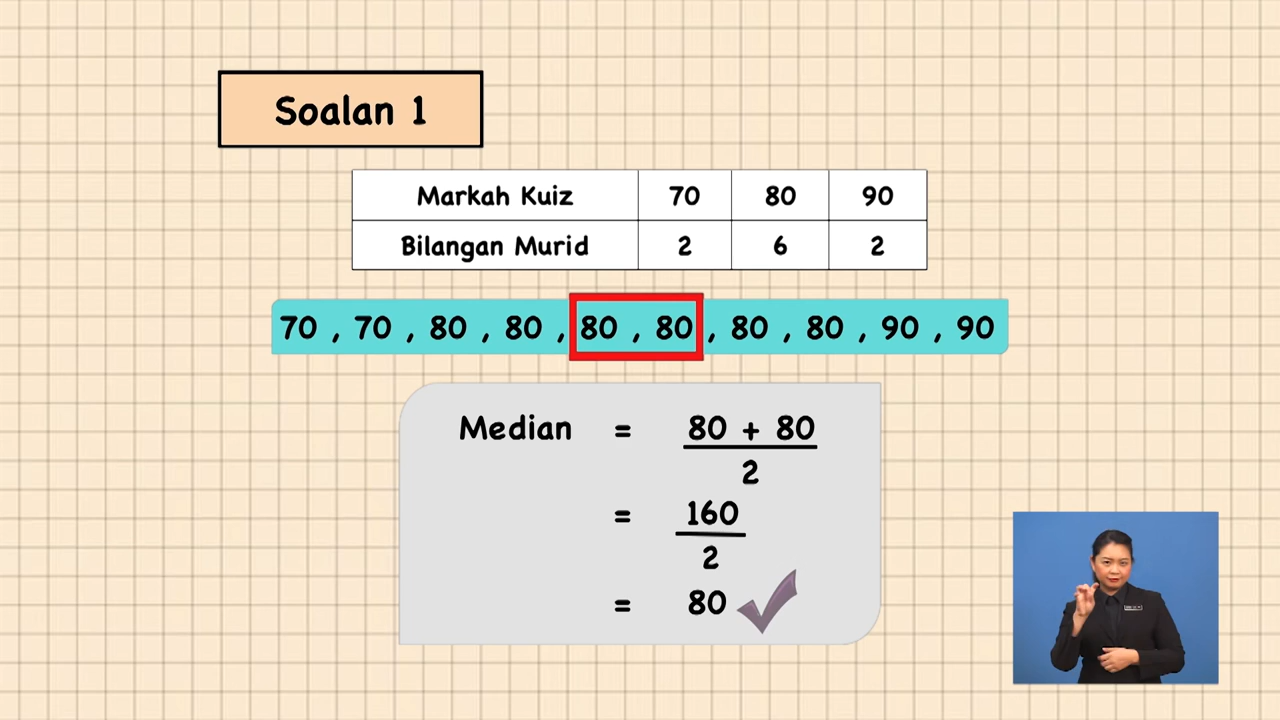 Soalan 1
Markah Kuiz 70 80 90
Bilangan Murid 2 6 2
70 , 70 , 80 , 80 , 80 , 80 , 80 , 80 , 90 , 90
Median = 80 + 80
2
= 160
2
= 80